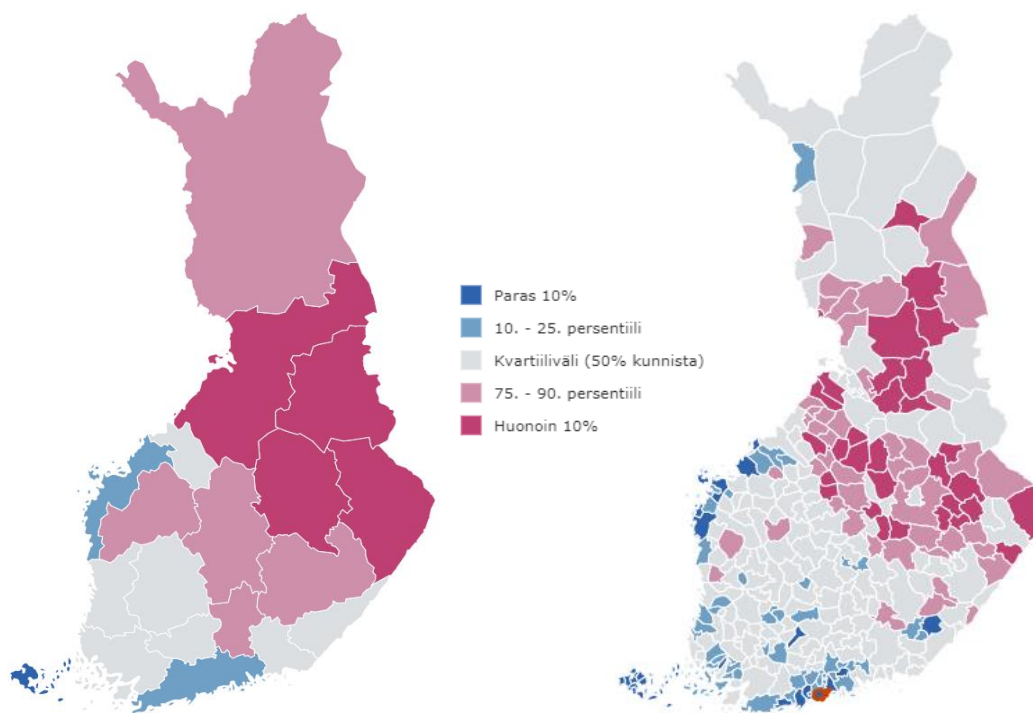 Paras 10%
10. - 25. persentiili
Kvartiiliväli (50% kunnista)
75. - 90. persentiili
Huonoin 10%